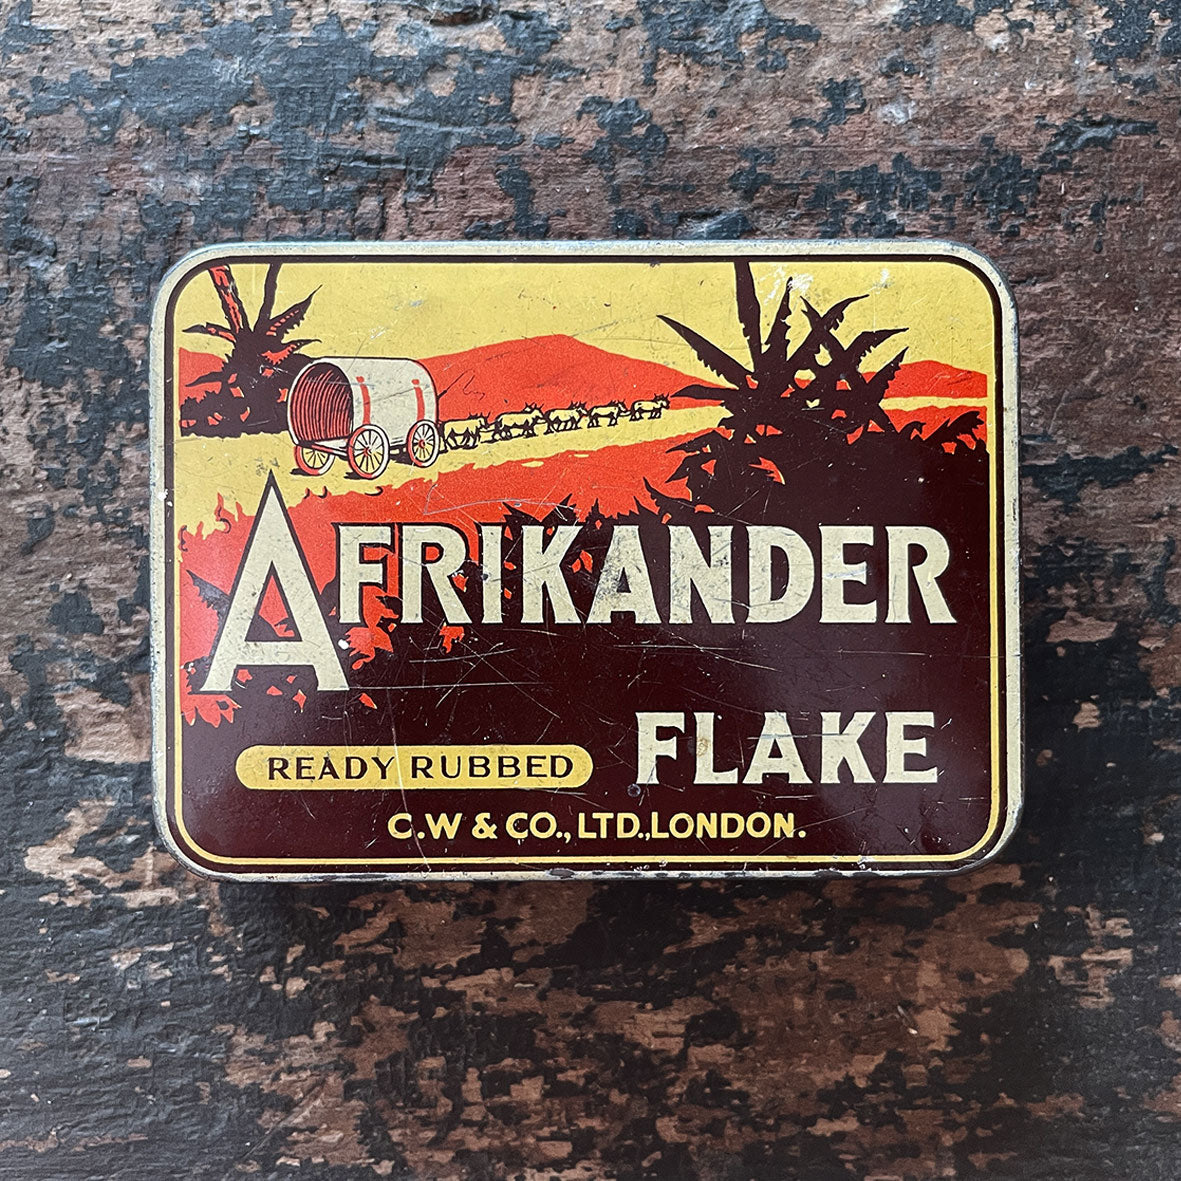 AFRIKANDER
FLAKE
READY RUBBED
C.W & CO., LTD., LONDON.